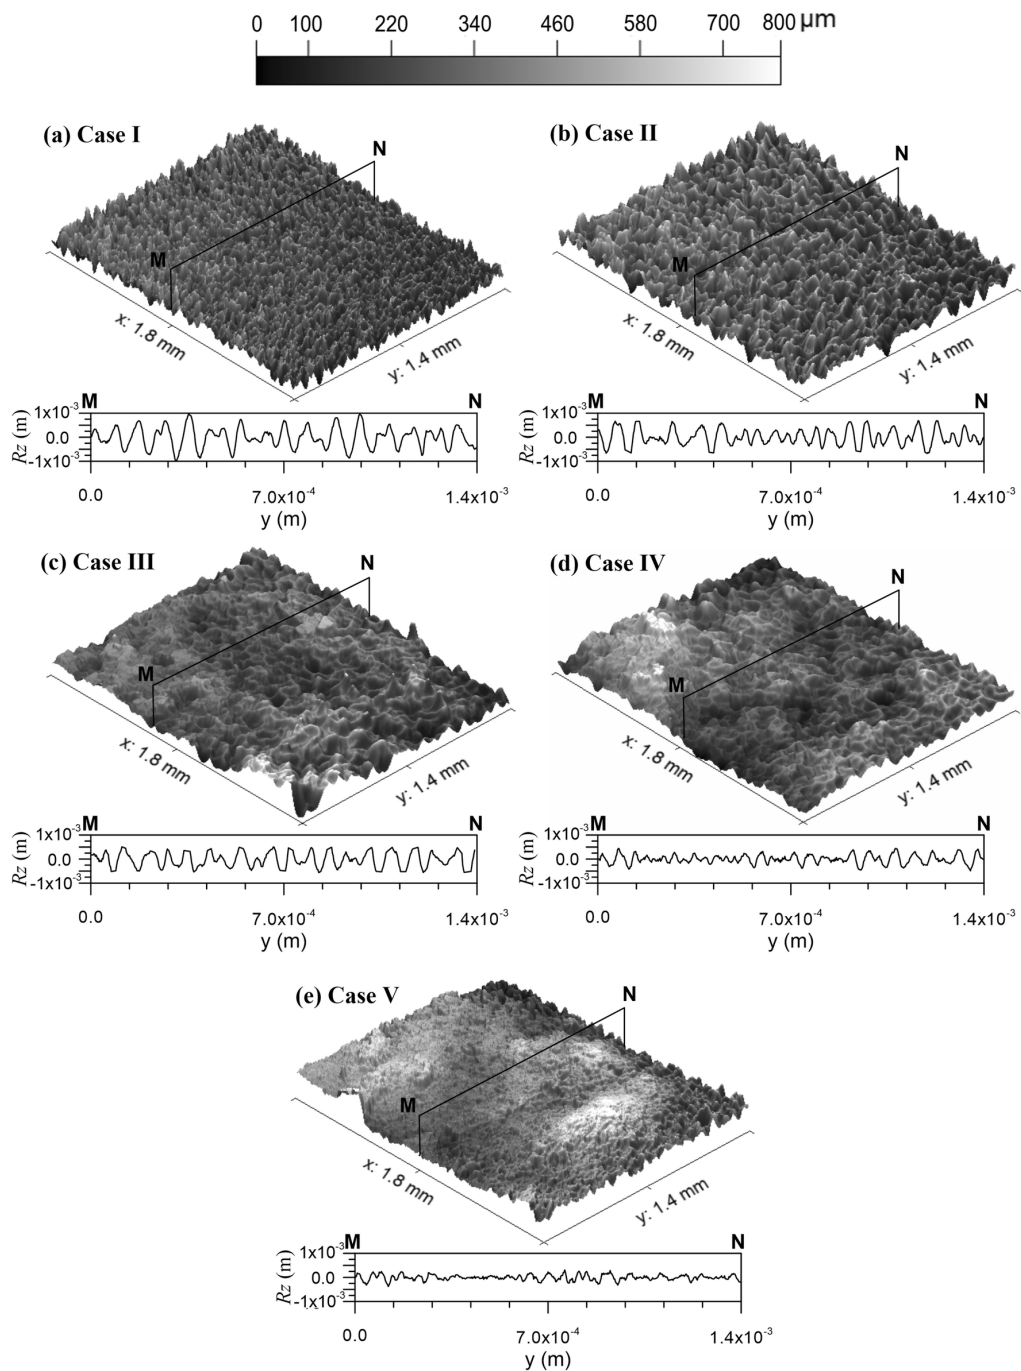 0 100 220 340 460 580 700 800 µm
(a) Case I
N
M
x: 1.8 mm
y: 1.4 mm
M N
1x10⁻³
0.0
-1x10⁻³
Rz (m)
0.0 7.0x10⁻⁴ 1.4x10⁻³
y (m)
(b) Case II
N
M
x: 1.8 mm
y: 1.4 mm
M N
1x10⁻³
0.0
-1x10⁻³
Rz (m)
0.0 7.0x10⁻⁴ 1.4x10⁻³
y (m)
(c) Case III
N
M
x: 1.8 mm
y: 1.4 mm
M N
1x10⁻³
0.0
-1x10⁻³
Rz (m)
0.0 7.0x10⁻⁴ 1.4x10⁻³
y (m)
(d) Case IV
N
M
x: 1.8 mm
y: 1.4 mm
M N
1x10⁻³
0.0
-1x10⁻³
Rz (m)
0.0 7.0x10⁻⁴ 1.4x10⁻³
y (m)
(e) Case V
N
M
x: 1.8 mm
y: 1.4 mm
M N
1x10⁻³
0.0
-1x10⁻³
Rz (m)
0.0 7.0x10⁻⁴ 1.4x10⁻³
y (m)